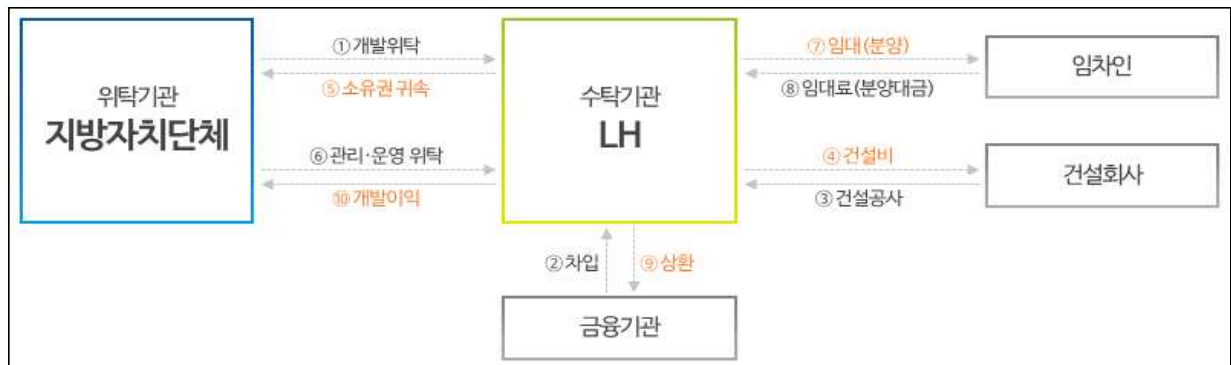 위탁기관
지방자치단체
① 개발위탁
⑤ 소유권 귀속
⑥ 관리·운영 위탁
⑩ 개발이익
수탁기관
LH
⑦ 임대(분양)
⑧ 임대료(분양대금)
④ 건설비
③ 건설공사
임차인
건설회사
② 차입
⑨ 상환
금융기관